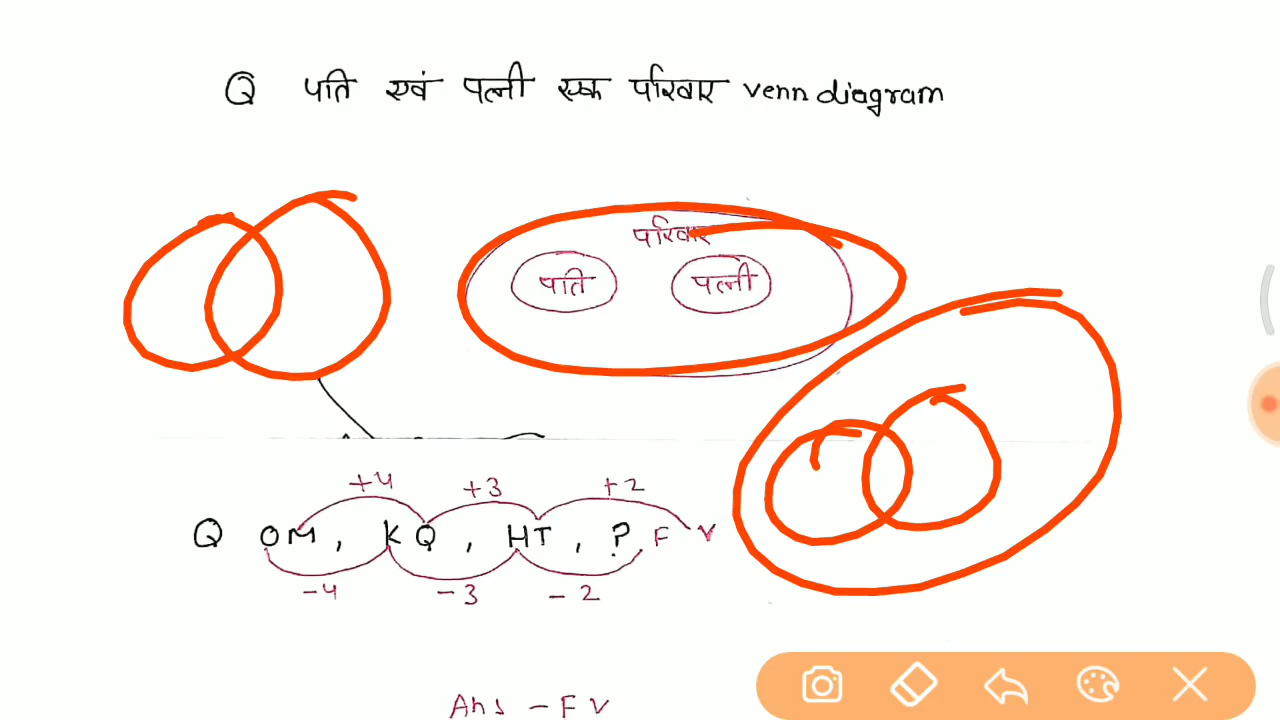 Q पति एवं पत्नी एक परिवार venn diagram
परिवार
पति पत्नी
+4 +3 +2
Q OM, KQ, HT, ? F V
-4 -3 -2
Ans - F V